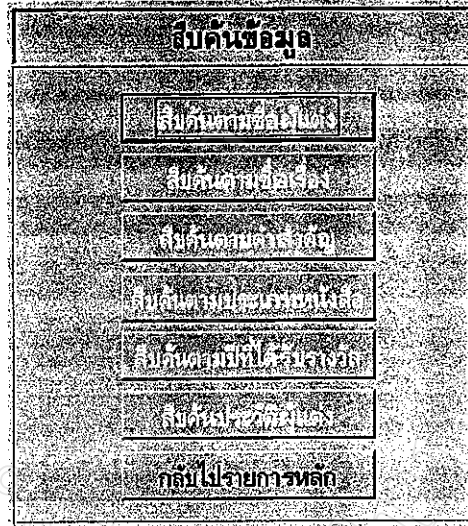 สืบค้นข้อมูล
สืบค้นตามชื่อผู้แต่ง
สืบค้นตามชื่อเรื่อง
สืบค้นตามคำสำคัญ
สืบค้นตามประเภทหนังสือ
สืบค้นตามปีที่ได้รับรางวัล
สืบค้นประวัติผู้แต่ง
กลับไปรายการหลัก